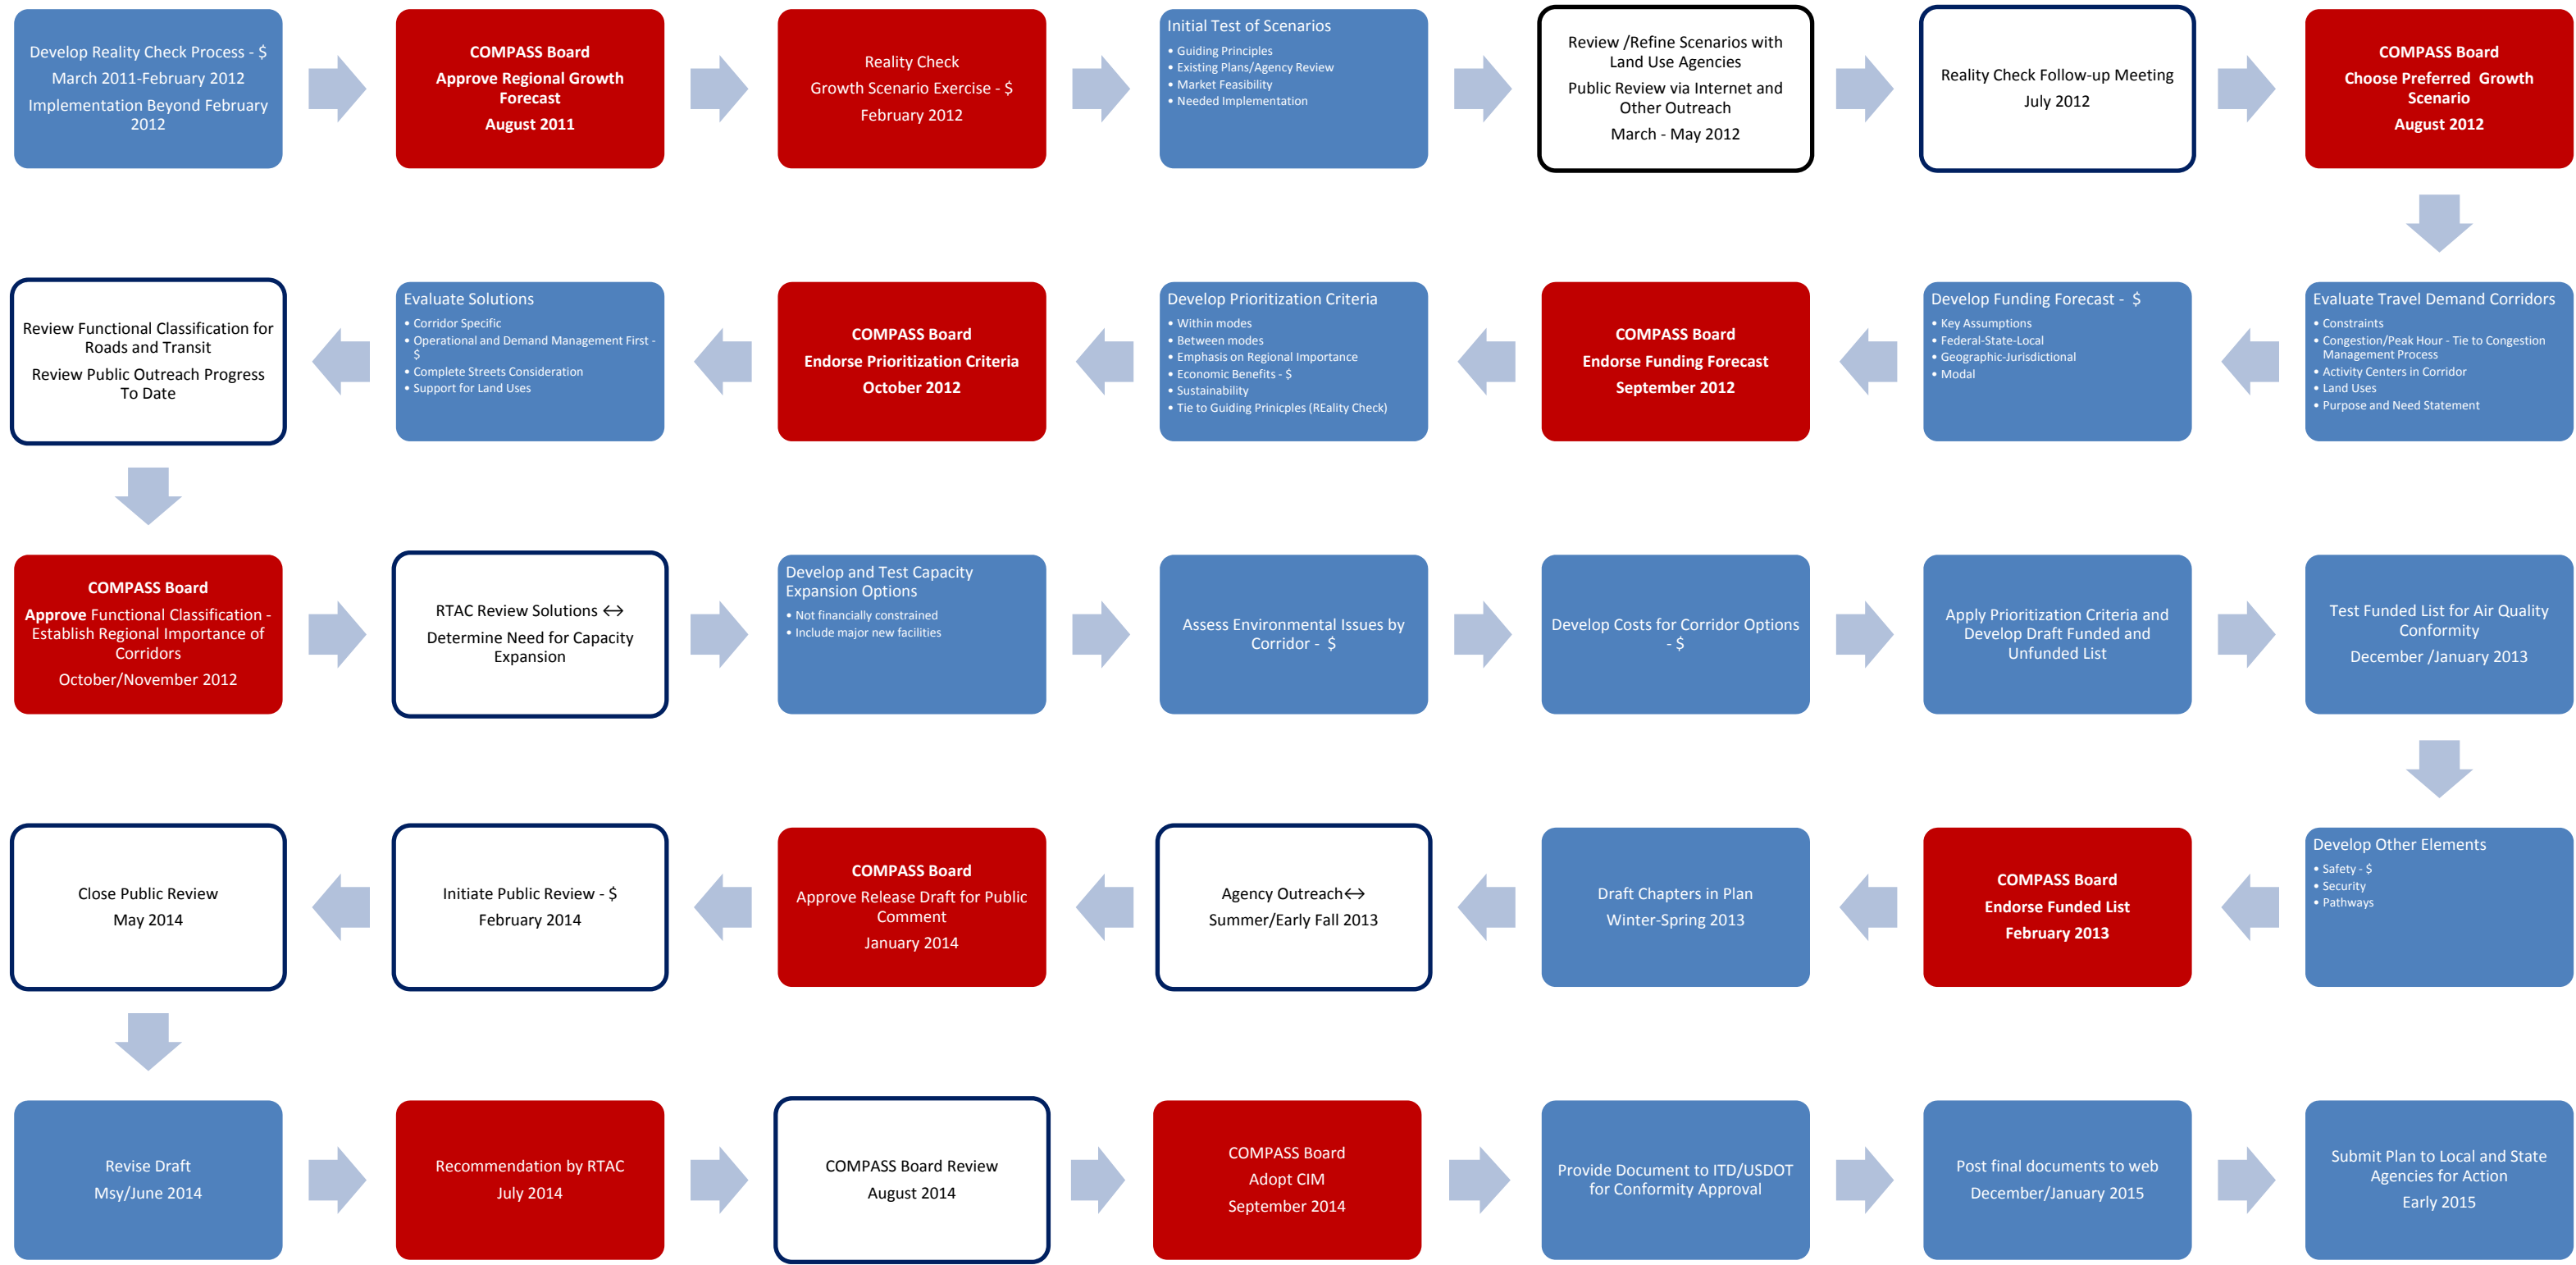 Develop Reality Check Process - $
March 2011-February 2012
Implementation Beyond February
2012
COMPASS Board
Approve Regional Growth
Forecast
August 2011
Reality Check
Growth Scenario Exercise - $
February 2012
Initial Test of Scenarios
• Guiding Principles
• Existing Plans/Agency Review
• Market Feasibility
• Needed Implementation
Review /Refine Scenarios with
Land Use Agencies
Public Review via Internet and
Other Outreach
March - May 2012
Reality Check Follow-up Meeting
July 2012
COMPASS Board
Choose Preferred Growth
Scenario
August 2012
Evaluate Travel Demand Corridors
• Constraints
• Congestion/Peak Hour - Tie to Congestion
Management Process
• Activity Centers in Corridor
• Land Uses
• Purpose and Need Statement
Develop Funding Forecast - $
• Key Assumptions
• Federal-State-Local
• Geographic-Jurisdictional
• Modal
COMPASS Board
Endorse Funding Forecast
September 2012
Develop Prioritization Criteria
• Within modes
• Between modes
• Emphasis on Regional Importance
• Economic Benefits - $
• Sustainability
• Tie to Guiding Prinicples (REality Check)
COMPASS Board
Endorse Prioritization Criteria
October 2012
Evaluate Solutions
• Corridor Specific
• Operational and Demand Management First -
$
• Complete Streets Consideration
• Support for Land Uses
Review Functional Classification for
Roads and Transit
Review Public Outreach Progress
To Date
COMPASS Board
Approve Functional Classification -
Establish Regional Importance of
Corridors
October/November 2012
RTAC Review Solutions ↔
Determine Need for Capacity
Expansion
Develop and Test Capacity
Expansion Options
• Not financially constrained
• Include major new facilities
Assess Environmental Issues by
Corridor - $
Develop Costs for Corridor Options
- $
Apply Prioritization Criteria and
Develop Draft Funded and
Unfunded List
Test Funded List for Air Quality
Conformity
December /January 2013
Develop Other Elements
• Safety - $
• Security
• Pathways
COMPASS Board
Endorse Funded List
February 2013
Draft Chapters in Plan
Winter-Spring 2013
Agency Outreach↔
Summer/Early Fall 2013
COMPASS Board
Approve Release Draft for Public
Comment
January 2014
Initiate Public Review - $
February 2014
Close Public Review
May 2014
Revise Draft
Msy/June 2014
Recommendation by RTAC
July 2014
COMPASS Board Review
August 2014
COMPASS Board
Adopt CIM
September 2014
Provide Document to ITD/USDOT
for Conformity Approval
Post final documents to web
December/January 2015
Submit Plan to Local and State
Agencies for Action
Early 2015